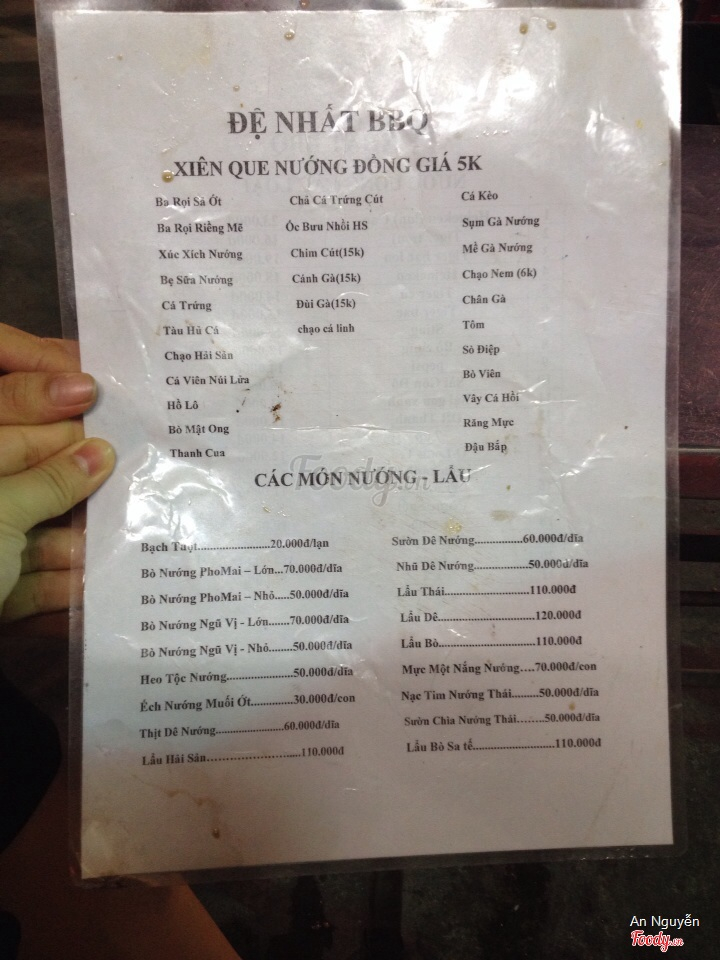 ĐỆ NHẤT BBQ
XIÊN QUE NƯỚNG ĐỒNG GIÁ 5K
Ba Rọi Sả Ớt
Ba Rọi Riềng Mẽ
Xúc Xích Nướng
Bẹ Sữa Nướng
Cá Trứng
Tàu Hủ Cá
Chạo Hải Sản
Cá Viên Núi Lửa
Hồ Lô
Bò Mật Ong
Thanh Cua
Chả Cá Trứng Cút
Ốc Bưu Nhồi HS
Chim Cút(15k)
Cánh Gà(15k)
Đùi Gà(15k)
chạo cá linh
Cá Kèo
Sụm Gà Nướng
Mề Gà Nướng
Chạo Nem (6k)
Chân Gà
Tôm
Sò Điệp
Bò Viên
Vây Cá Hồi
Răng Mực
Đậu Bắp
CÁC MÓN NƯỚNG - LẨU
Bạch Tuột........................20.000đ/lạn
Bò Nướng PhoMai – Lớn...70.000đ/dĩa
Bò Nướng PhoMai – Nhỏ.....50.000đ/dĩa
Bò Nướng Ngũ Vị - Lớn.......70.000đ/dĩa
Bò Nướng Ngũ Vị - Nhỏ........50.000đ/dĩa
Heo Tộc Nướng...............................50.000đ/dĩa
Ếch Nướng Muối Ớt..............30.000đ/con
Thịt Dê Nướng.......................60.000đ/dĩa
Lẩu Hải Sản..............................110.000đ
Sườn Dê Nướng................60.000đ/dĩa
Nhũ Dê Nướng..................50.000đ/dĩa
Lẩu Thái............................110.000đ
Lẩu Dê................................120.000đ
Lẩu Bò................................110.000đ
Mực Một Nắng Nướng....70.000đ/con
Nạc Tim Nướng Thái.........50.000đ/dĩa
Sườn Chìa Nướng Thái........50.000đ/dĩa
Lẩu Bò Sa tế...........................110.000đ
Foody.vn
An Nguyễn
Foody.vn